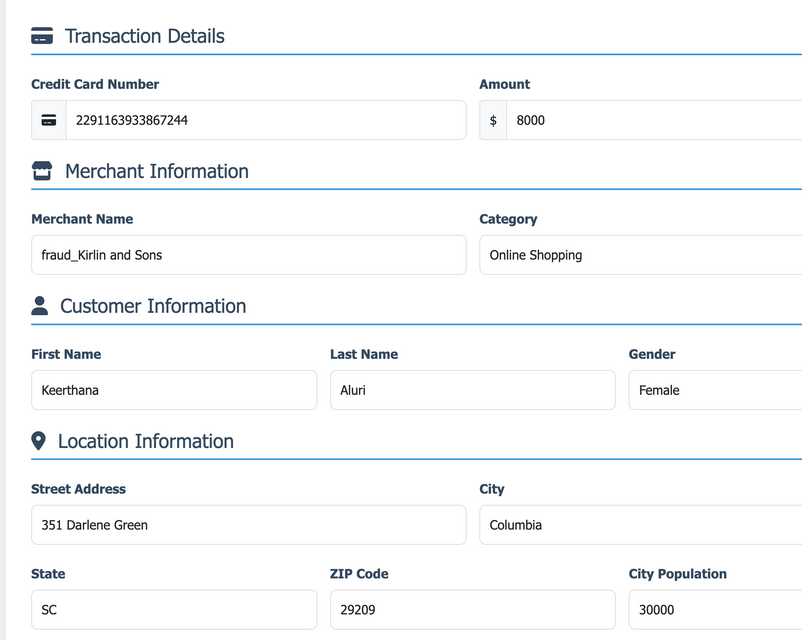 Transaction Details
Credit Card Number Amount
2291163933867244 $ 8000
Merchant Information
Merchant Name Category
fraud_Kirlin and Sons Online Shopping
Customer Information
First Name Last Name Gender
Keerthana Aluri Female
Location Information
Street Address City
351 Darlene Green Columbia
State ZIP Code City Population
SC 29209 30000